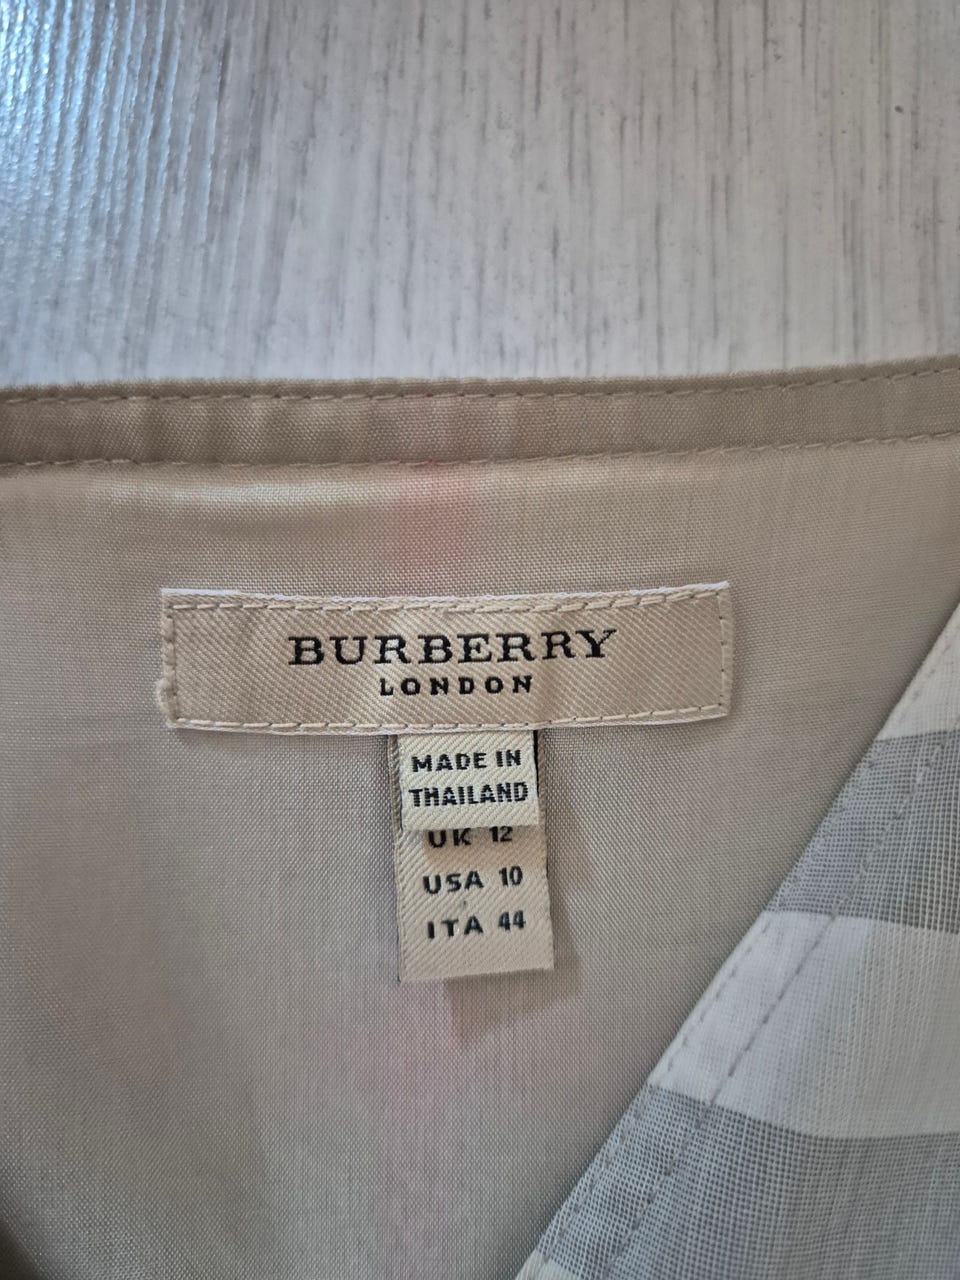 BURBERRY
LONDON
MADE IN
THAILAND
UK 12
USA 10
ITA 44